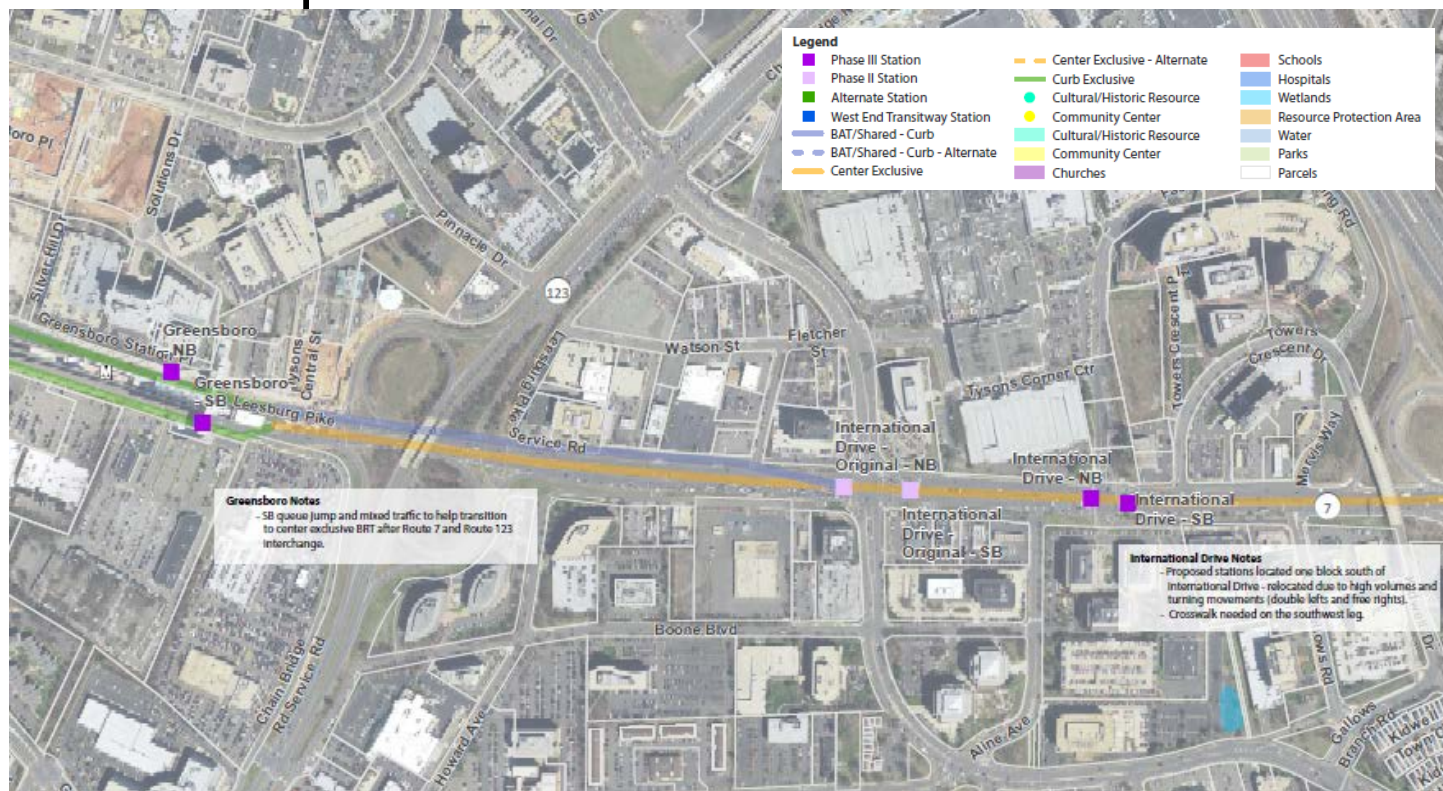 Legend
Phase III Station
Phase II Station
Alternate Station
West End Transitway Station
BAT/Shared - Curb
BAT/Shared - Curb - Alternate
Center Exclusive
Center Exclusive - Alternate
Curb Exclusive
Cultural/Historic Resource
Community Center
Cultural/Historic Resource
Community Center
Churches
Schools
Hospitals
Wetlands
Resource Protection Area
Water
Parks
Parcels
Solutions Dr
Silver Hill Dr
Pinnacle Dr
123
Greensboro
- NB
Greensboro Station Pl
M
Greensboro
- SB
Tysons
Central St
Leesburg Pike
Leesburg Pike
Service Rd
Watson St
Fletcher
St
Tysons Corner Ctr
Towers Crescent Pl
Towers
Crescent Dr
Mervis Way
International
Drive -
Original - NB
International
Drive - NB
International
Drive -
Original - SB
International
Drive - SB
7
Greensboro Notes
- SB queue jump and mixed traffic to help transition
to center exclusive BRT after Route 7 and Route 123
interchange.
International Drive Notes
- Proposed stations located one block south of
International Drive - relocated due to high volumes and
turning movements (double lefts and free rights).
- Crosswalk needed on the southwest leg.
Boone Blvd
Chain Bridge
Rd Service Rd
Howard Ave
Aline Ave
Gallows
Branch Rd